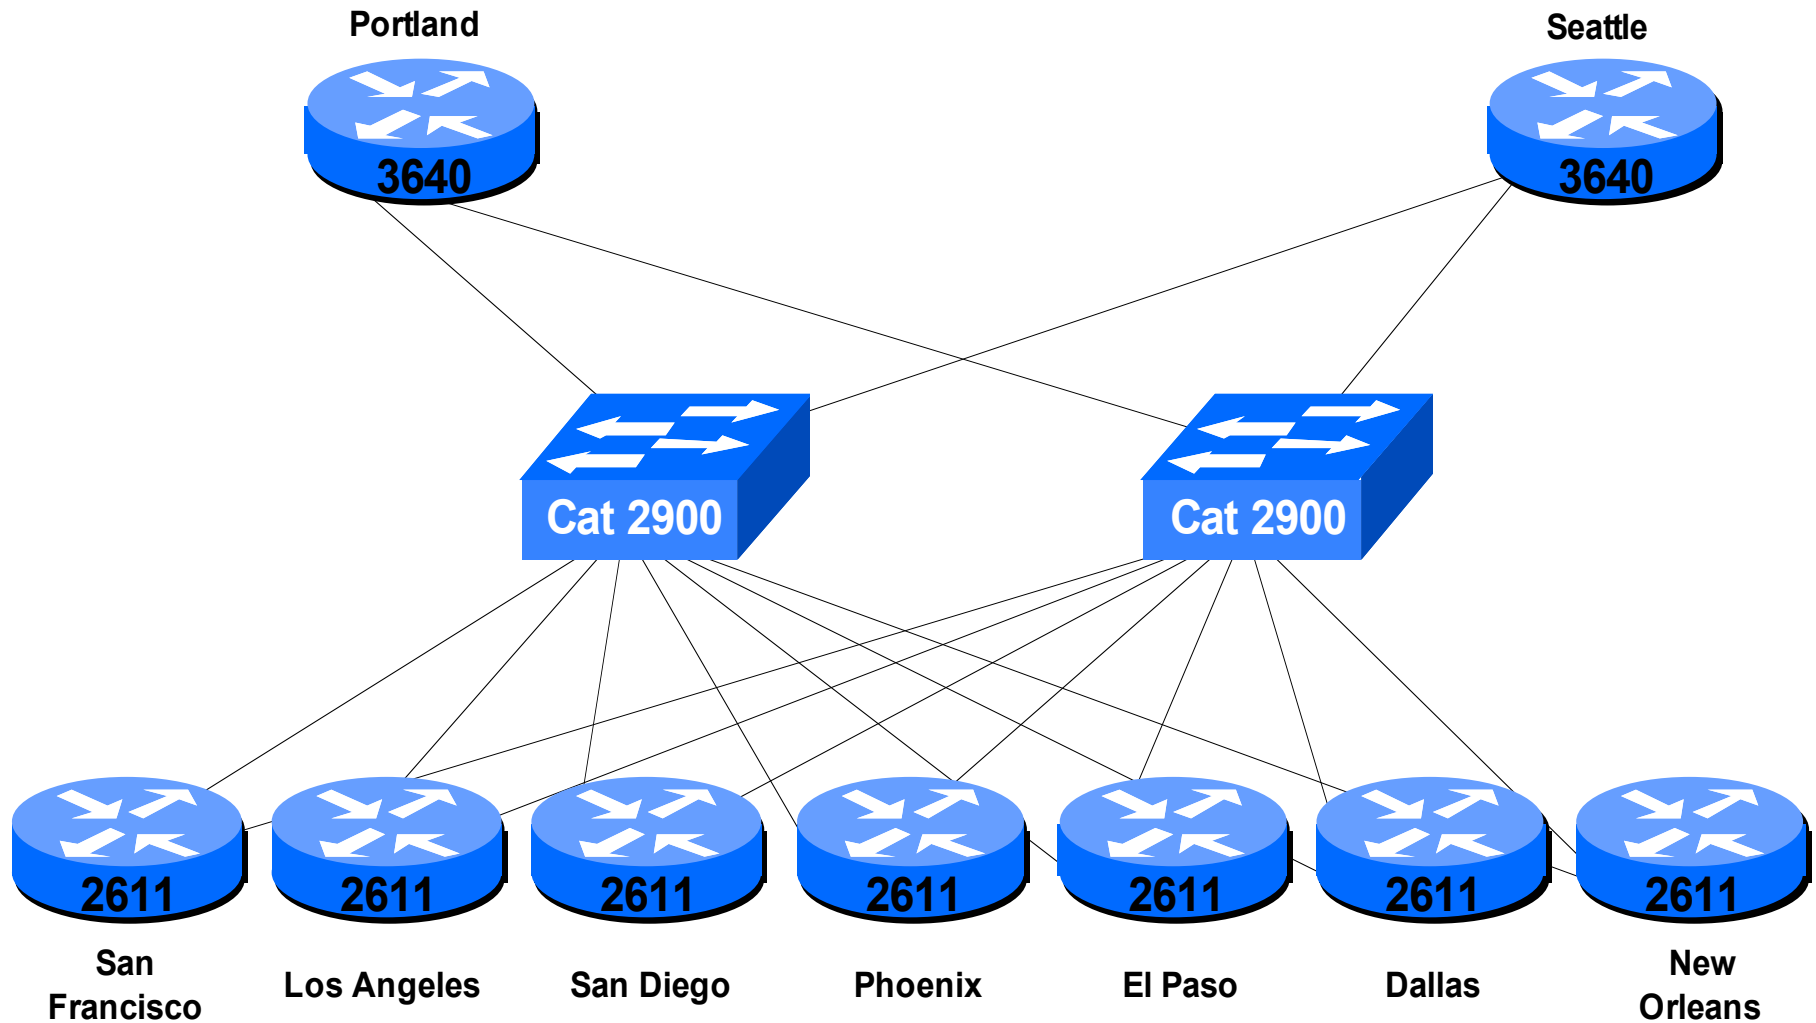 Portland
Seattle
3640
3640
Cat 2900
Cat 2900
2611
2611
2611
2611
2611
2611
2611
San
Francisco
Los Angeles
San Diego
Phoenix
El Paso
Dallas
New
Orleans